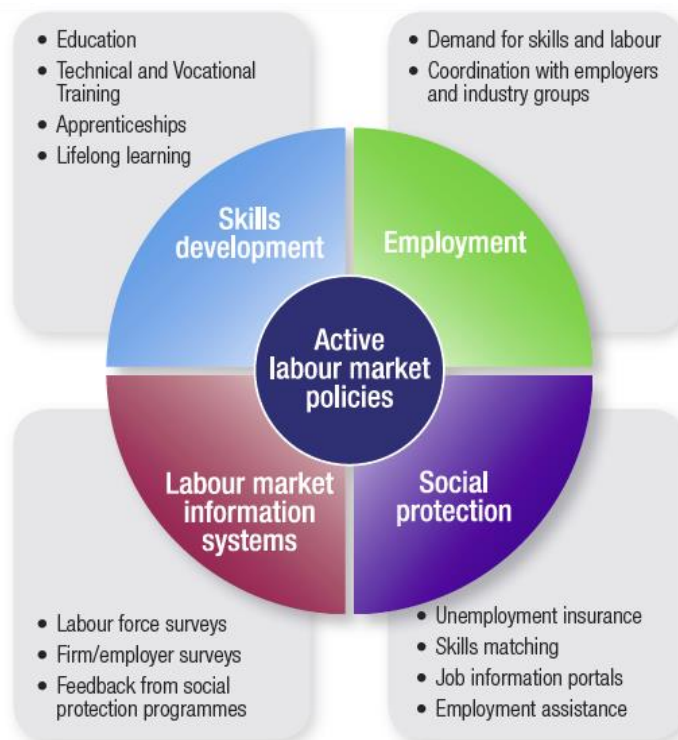 • Education
• Technical and Vocational
Training
• Apprenticeships
• Lifelong learning
• Demand for skills and labour
• Coordination with employers
and industry groups
Skills
development
Employment
Active
labour market
policies
Labour market
information
systems
Social
protection
• Labour force surveys
• Firm/employer surveys
• Feedback from social
protection programmes
• Unemployment insurance
• Skills matching
• Job information portals
• Employment assistance